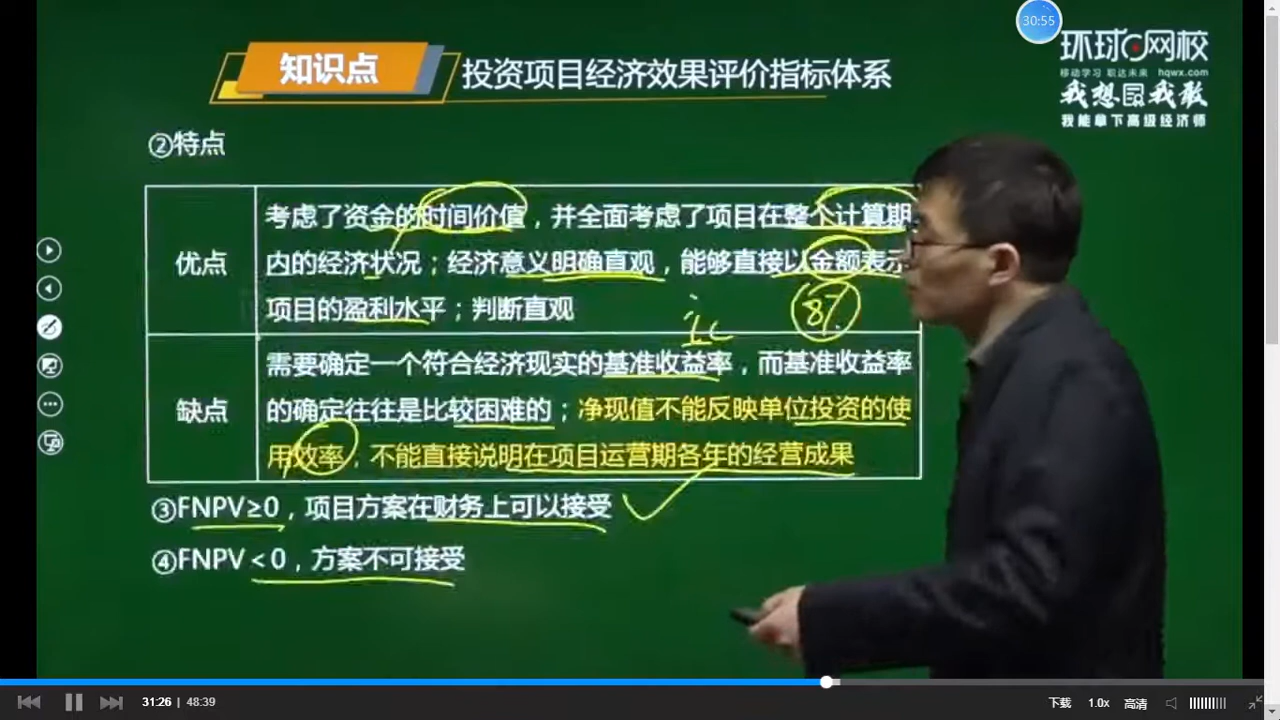 30:55
环球网校
移动学习 职达未来 hqwx.com
我想 我敢
我能拿下高级经济师
知识点
投资项目经济效果评价指标体系
②特点
优点
考虑了资金的时间价值，并全面考虑了项目在整个计算期
内的经济状况；经济意义明确直观，能够直接以金额表示
项目的盈利水平；判断直观
8%
ic
缺点
需要确定一个符合经济现实的基准收益率，而基准收益率
的确定往往是比较困难的；净现值不能反映单位投资的使
用效率，不能直接说明在项目运营期各年的经营成果
③FNPV≥0，项目方案在财务上可以接受
④FNPV＜0，方案不可接受
31:26 | 48:39
下载 1.0x 高清